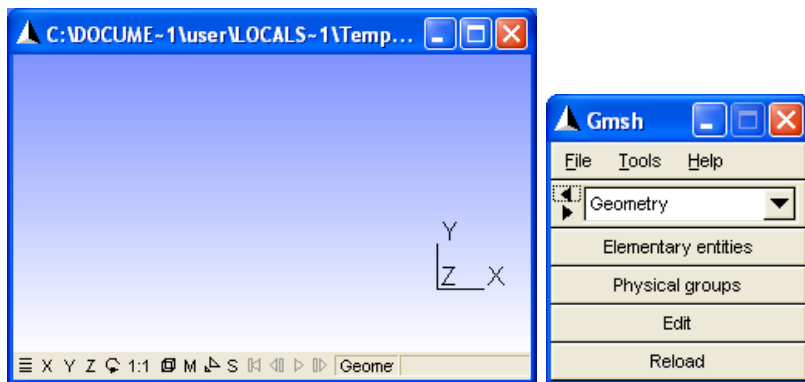 C:\DOCUME~1\user\LOCALS~1\Temp...
Y
Z X
X Y Z 1:1 M S Geome
Gmsh
File Tools Help
Geometry
Elementary entities
Physical groups
Edit
Reload